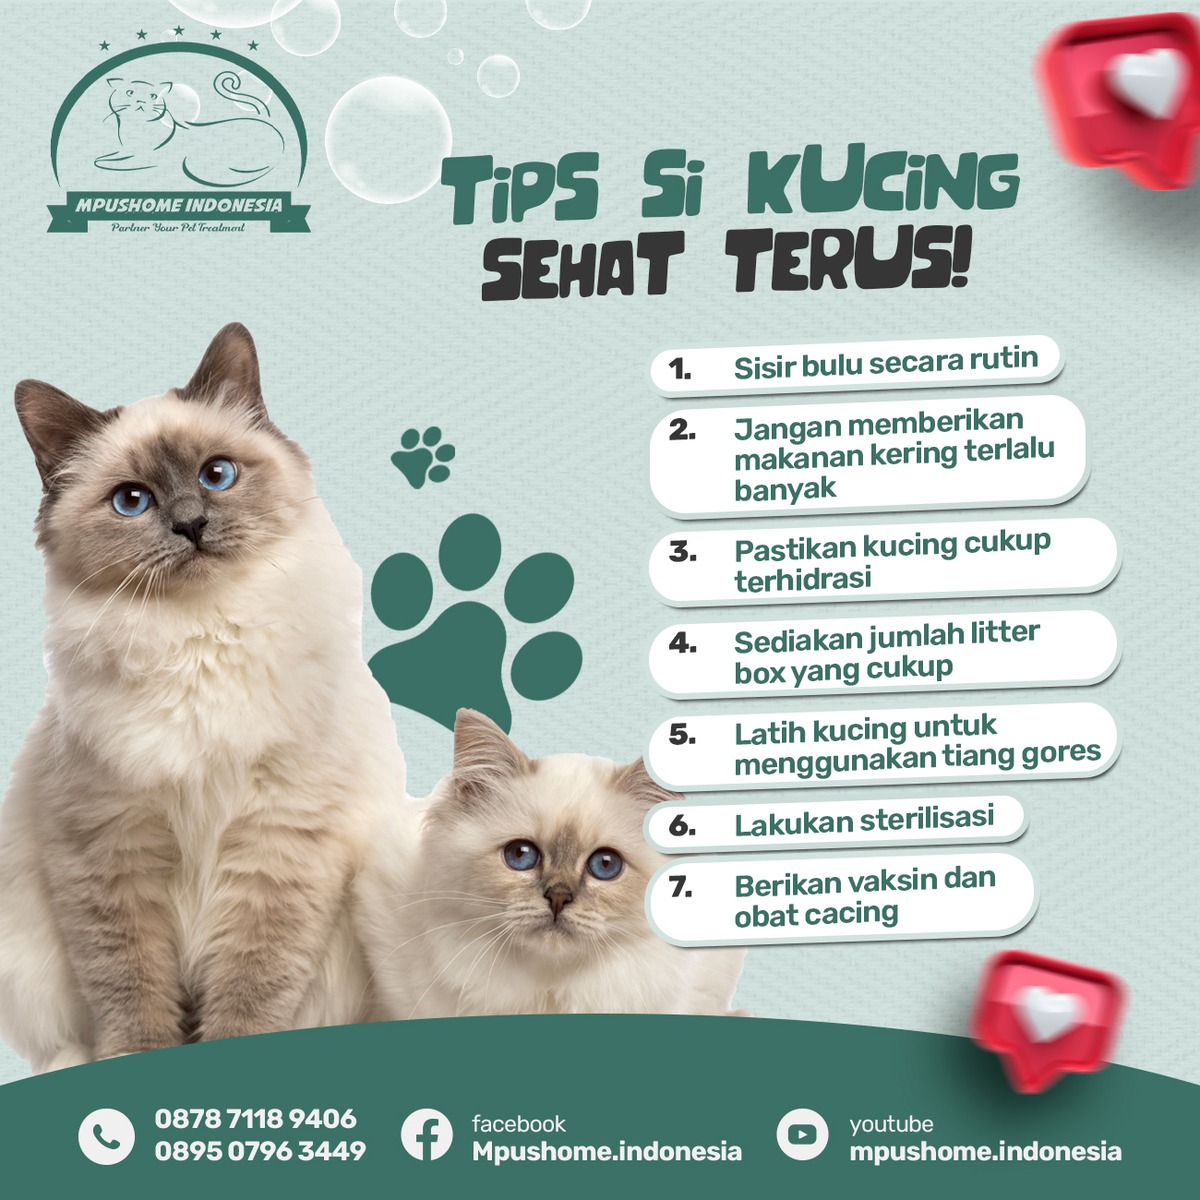 MPUSHOME INDONESIA
Partner Your Pet Treatment
TiPS Si KUCiNG
SEHAT TERUS!
1. Sisir bulu secara rutin
2. Jangan memberikan
makanan kering terlalu
banyak
3. Pastikan kucing cukup
terhidrasi
4. Sediakan jumlah litter
box yang cukup
5. Latih kucing untuk
menggunakan tiang gores
6. Lakukan sterilisasi
7. Berikan vaksin dan
obat cacing
0878 7118 9406
0895 0796 3449
facebook
Mpushome.indonesia
youtube
mpushome.indonesia